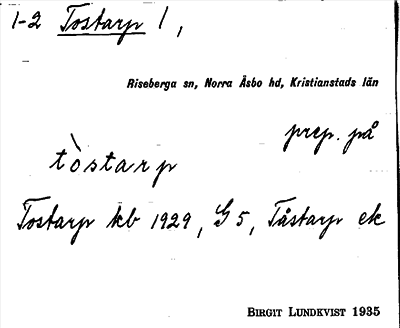 1-2 Tostarp 1,
Riseberga sn, Norra Åsbo hd, Kristianstads län
prep. på
tòstarp
Tostarp kb 1929, G 5, Tåstarp ek
BIRGIT LUNDKVIST 1935